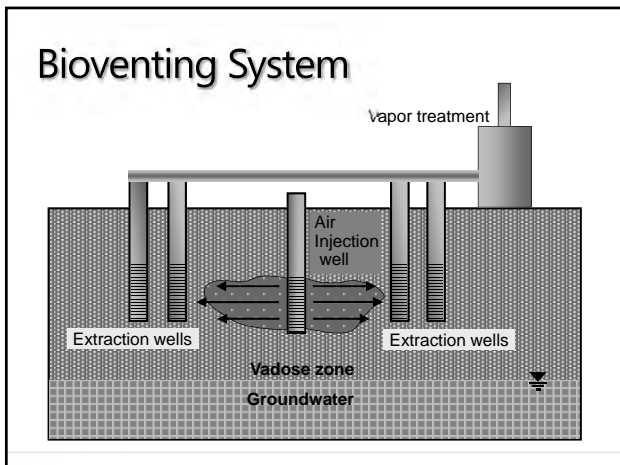 Bioventing System
Vapor treatment
Air
Injection
well
Extraction wells
Extraction wells
Vadose zone
Groundwater